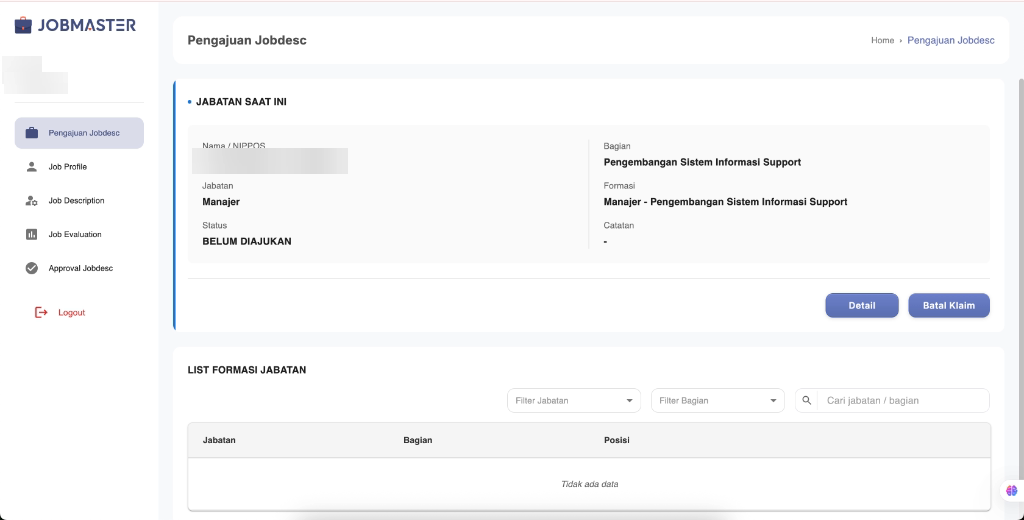 JOBMASTER
Pengajuan Jobdesc
Home › Pengajuan Jobdesc
Pengajuan Jobdesc
Job Profile
Job Description
Job Evaluation
Approval Jobdesc
Logout
• JABATAN SAAT INI
Nama / NIPPOS
Jabatan
Manajer
Status
BELUM DIAJUKAN
Bagian
Pengembangan Sistem Informasi Support
Formasi
Manajer - Pengembangan Sistem Informasi Support
Catatan
-
Detail
Batal Klaim
LIST FORMASI JABATAN
Filter Jabatan
Filter Bagian
Cari jabatan / bagian
Jabatan
Bagian
Posisi
Tidak ada data